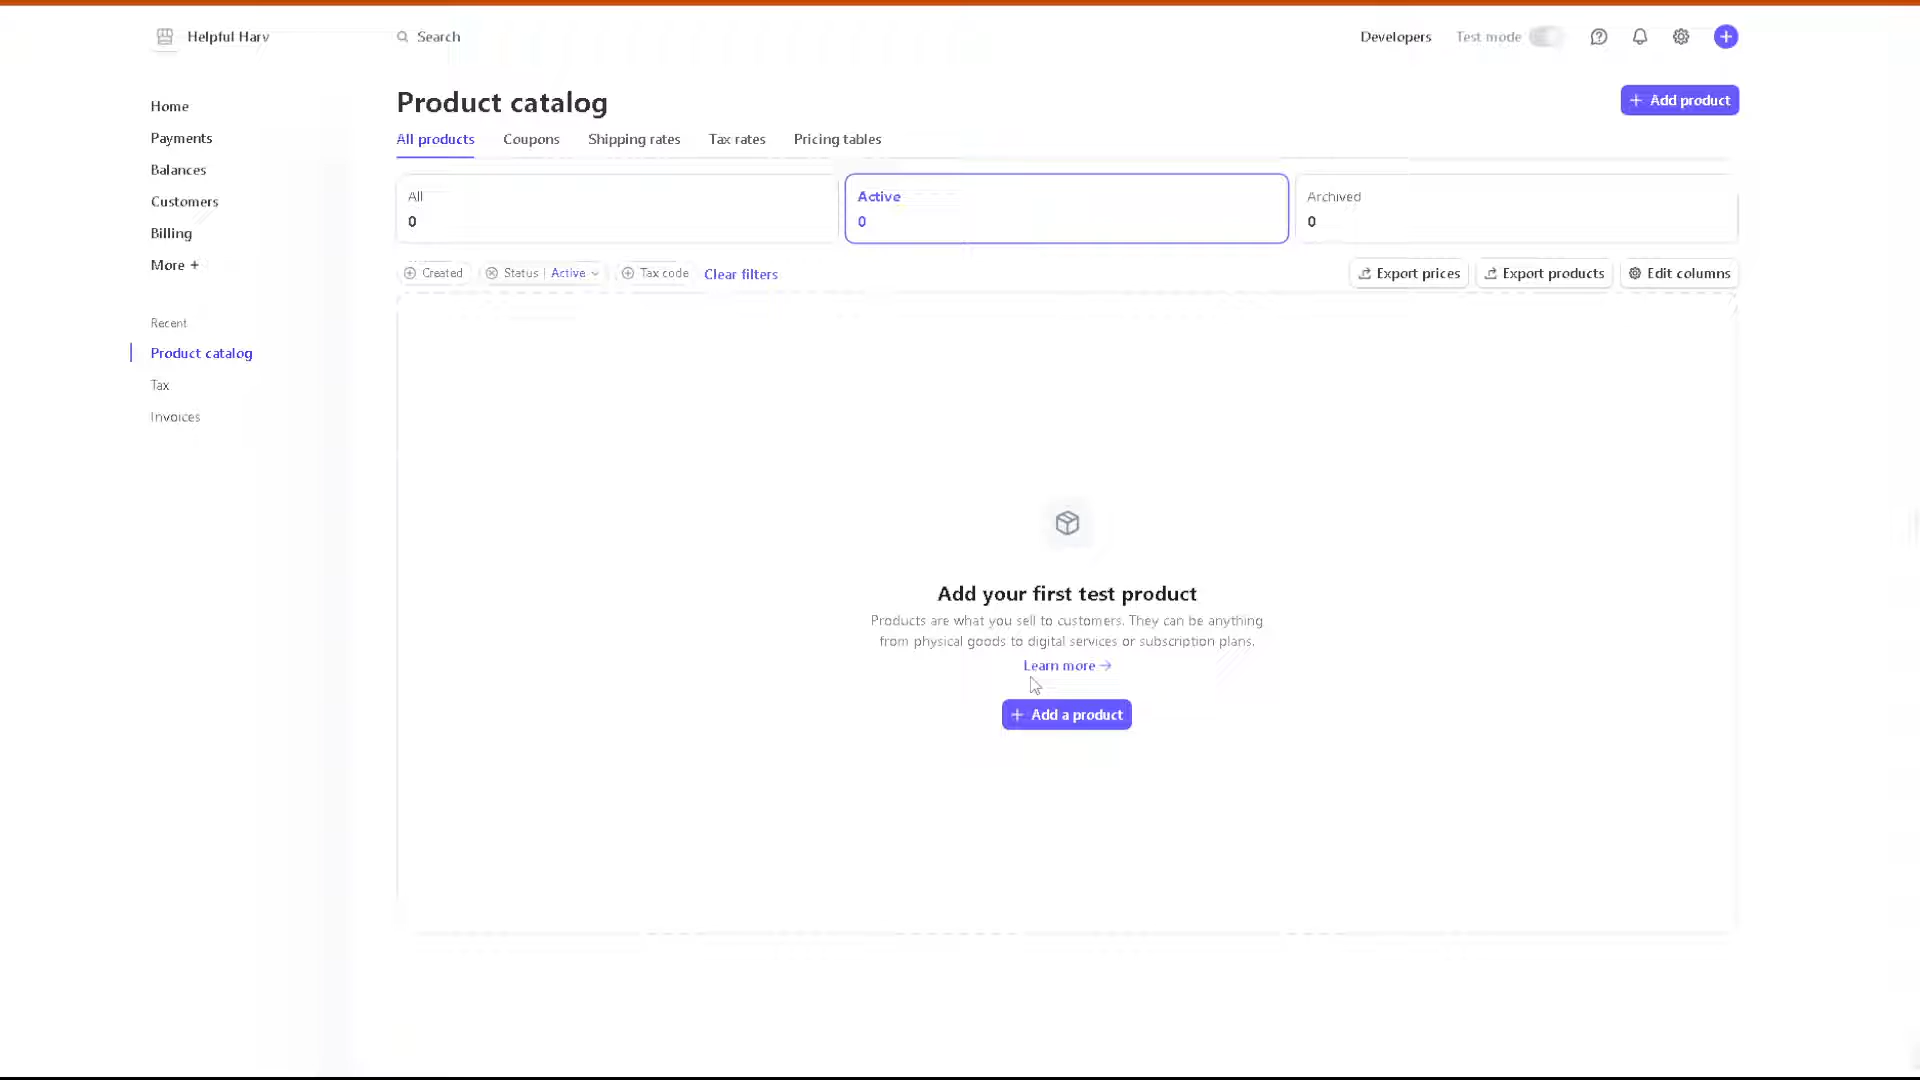 Helpful Harv
Search
Developers
Test mode
Home
Payments
Balances
Customers
Billing
More +
Recent
Product catalog
Tax
Invoices
Product catalog
+ Add product
All products
Coupons
Shipping rates
Tax rates
Pricing tables
All
0
Active
0
Archived
0
Created
Status | Active
Tax code
Clear filters
Export prices
Export products
Edit columns
Add your first test product
Products are what you sell to customers. They can be anything
from physical goods to digital services or subscription plans.
Learn more →
+ Add a product